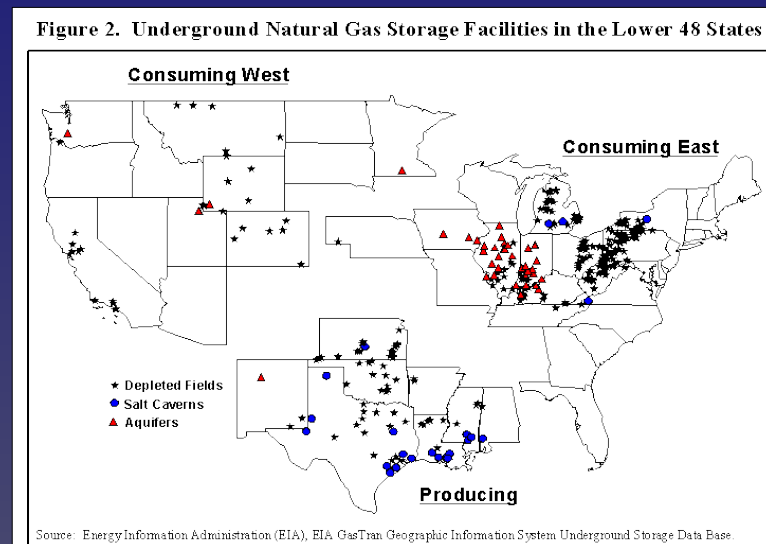 Figure 2. Underground Natural Gas Storage Facilities in the Lower 48 States
Consuming West
Consuming East
Depleted Fields
Salt Caverns
Aquifers
Producing
Source: Energy Information Administration (EIA), EIA GasTran Geographic Information System Underground Storage Data Base.